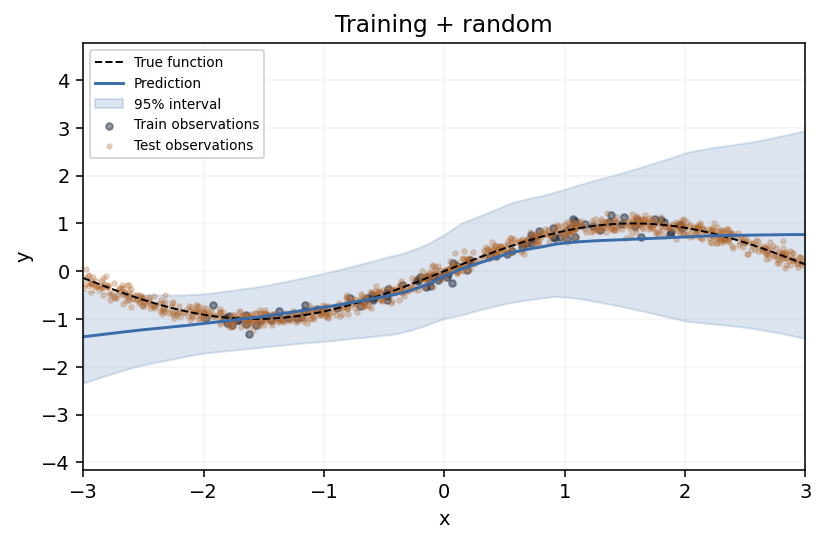 Training + random
True function
Prediction
95% interval
Train observations
Test observations
4
3
2
1
0
−1
−2
−3
−4
y
−3
−2
−1
0
1
2
3
x